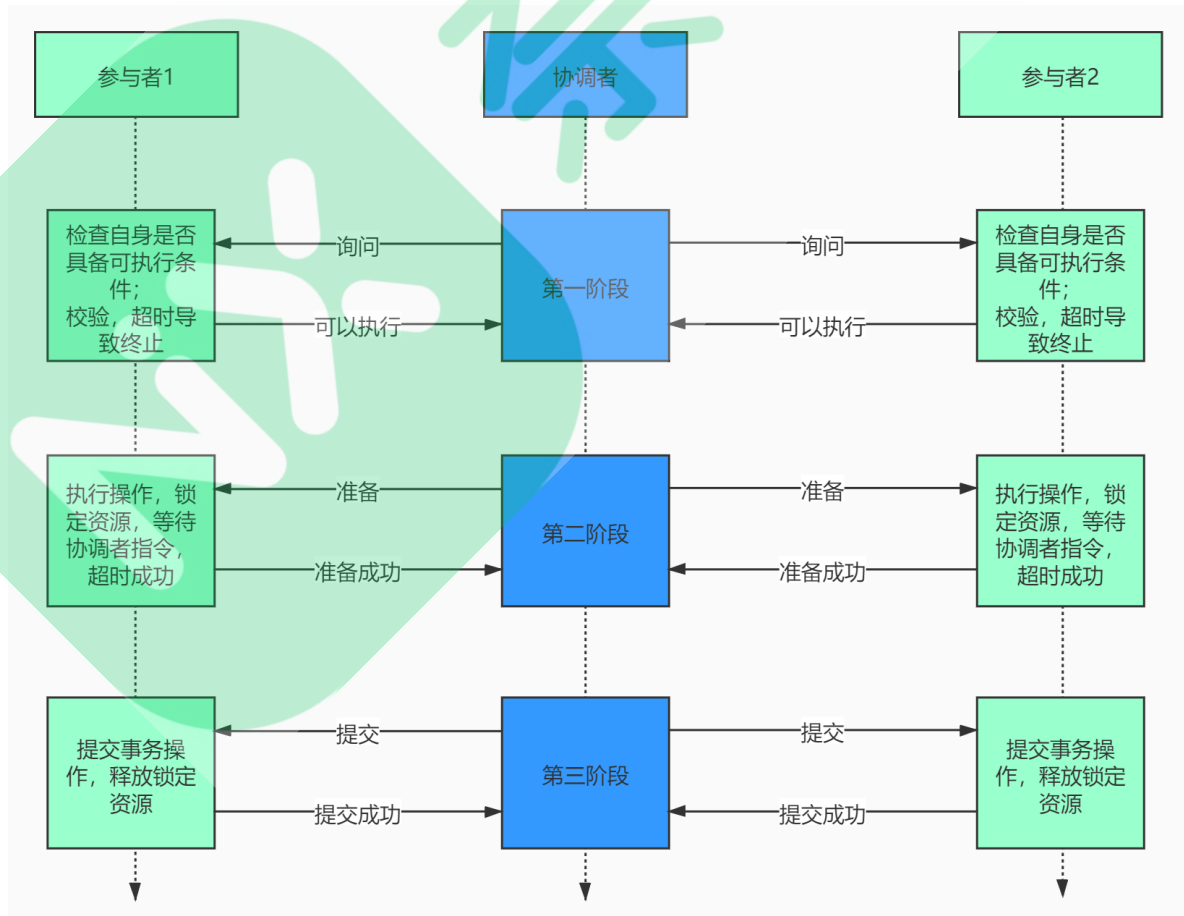 参与者1
协调者
参与者2
检查自身是否
具备可执行条
件；
校验，超时导
致终止
询问
可以执行
第一阶段
询问
可以执行
检查自身是否
具备可执行条
件；
校验，超时导
致终止
执行操作，锁
定资源，等待
协调者指令，
超时成功
准备
准备成功
第二阶段
准备
准备成功
执行操作，锁
定资源，等待
协调者指令，
超时成功
提交事务操
作，释放锁定
资源
提交
提交成功
第三阶段
提交
提交成功
提交事务操
作，释放锁定
资源